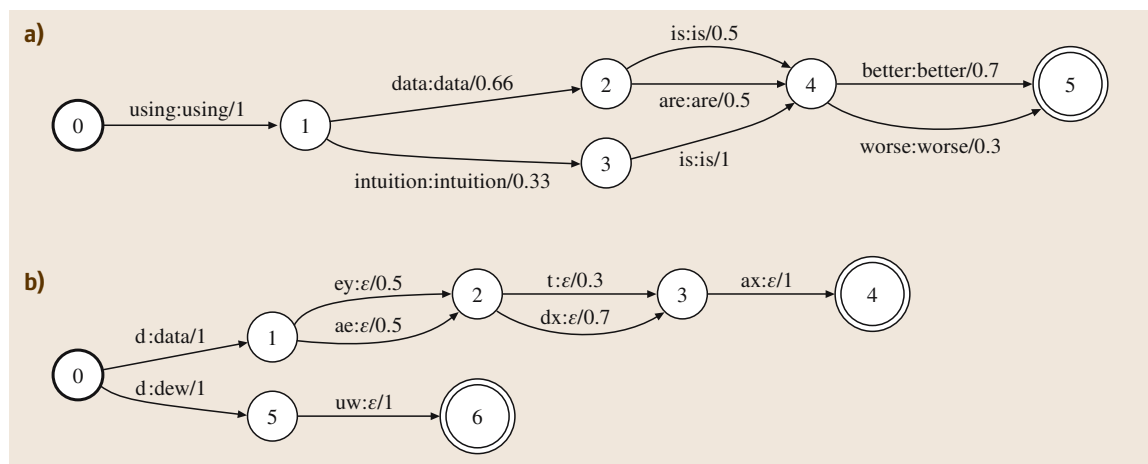 a)
is:is/0.5
data:data/0.66
2
better:better/0.7
4
5
are:are/0.5
using:using/1
0
1
3
worse:worse/0.3
is:is/1
intuition:intuition/0.33
b)
ey:ε/0.5
t:ε/0.3
ax:ε/1
2
3
4
ae:ε/0.5
dx:ε/0.7
d:data/1
1
0
d:dew/1
uw:ε/1
5
6